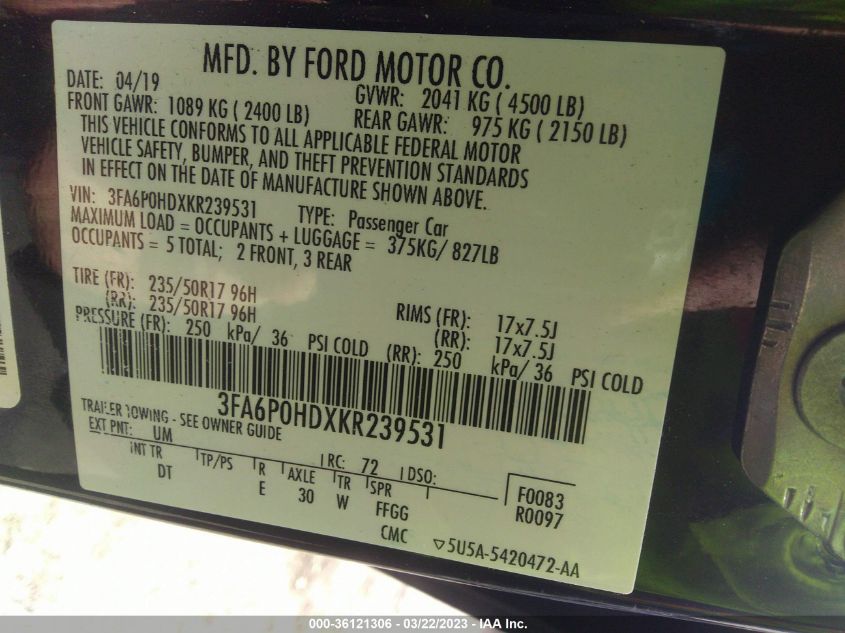 MFD. BY FORD MOTOR CO.
DATE: 04/19 GVWR: 2041 KG ( 4500 LB)
FRONT GAWR: 1089 KG ( 2400 LB) REAR GAWR: 975 KG ( 2150 LB)
THIS VEHICLE CONFORMS TO ALL APPLICABLE FEDERAL MOTOR
VEHICLE SAFETY, BUMPER, AND THEFT PREVENTION STANDARDS
IN EFFECT ON THE DATE OF MANUFACTURE SHOWN ABOVE.
VIN: 3FA6P0HDXKR239531 TYPE: Passenger Car
MAXIMUM LOAD = OCCUPANTS + LUGGAGE = 375KG/ 827LB
OCCUPANTS = 5 TOTAL; 2 FRONT, 3 REAR
TIRE (FR): 235/50R17 96H RIMS (FR): 17x7.5J
(RR): 235/50R17 96H (RR): 17x7.5J
PRESSURE (FR): 250 kPa/ 36 PSI COLD (RR): 250 kPa/ 36 PSI COLD
3FA6P0HDXKR239531
TRAILER TOWING - SEE OWNER GUIDE
EXT PNT: UM RC: 72 DSO:
INT TR TP/PS R AXLE TR SPR F0083
DT E 30 W FFGG R0097
CMC ▽5U5A-5420472-AA
000-36121306 - 03/22/2023 - IAA Inc.